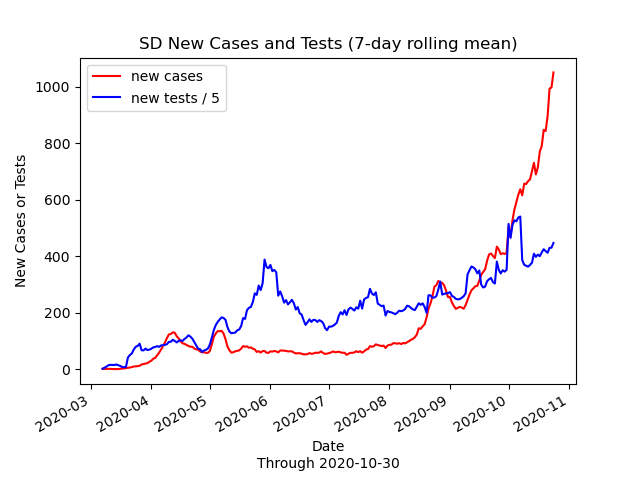 SD New Cases and Tests (7-day rolling mean)
new cases
new tests / 5
New Cases or Tests
1000
800
600
400
200
0
2020-03
2020-04
2020-05
2020-06
2020-07
2020-08
2020-09
2020-10
2020-11
Date
Through 2020-10-30